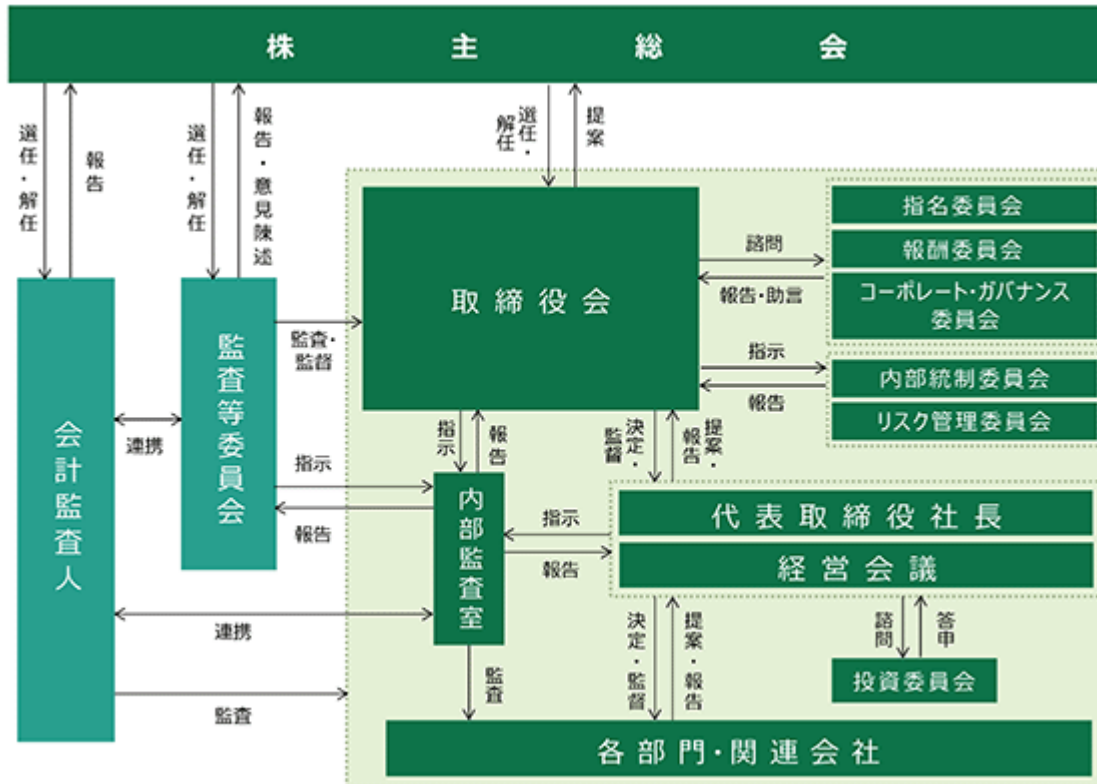 株主総会
選任・解任
報告
選任・解任
報告・意見陳述
選任・
解任
提案
取締役会
諮問
報告・助言
指名委員会
報酬委員会
コーポレート・ガバナンス
委員会
指示
報告
内部統制委員会
リスク管理委員会
監査・
監督
会計監査人
監査等委員会
連携
指示
報告
指示
報告
決定・
監督
提案・
報告
内部監査室
指示
報告
代表取締役社長
経営会議
連携
監査
監査
決定・監督
提案・報告
諮問
答申
投資委員会
各部門・関連会社